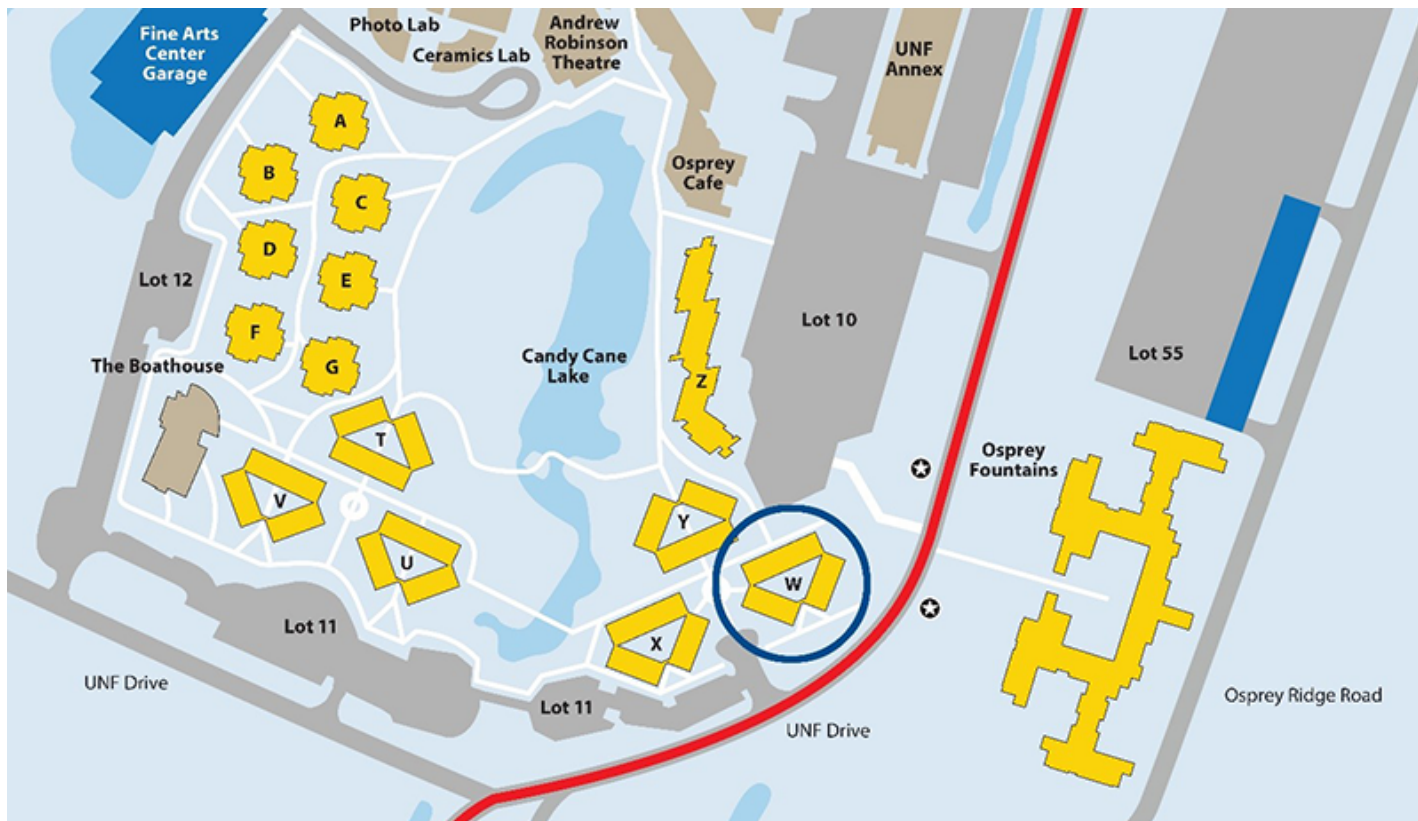 Fine Arts
Center
Garage
Photo Lab
Ceramics Lab
Andrew
Robinson
Theatre
UNF
Annex
A
B
C
Osprey
Cafe
D
E
Lot 12
F
G
The Boathouse
Candy Cane
Lake
Z
Lot 10
Lot 55
T
V
U
Y
W
X
Osprey
Fountains
Lot 11
UNF Drive
Lot 11
UNF Drive
Osprey Ridge Road